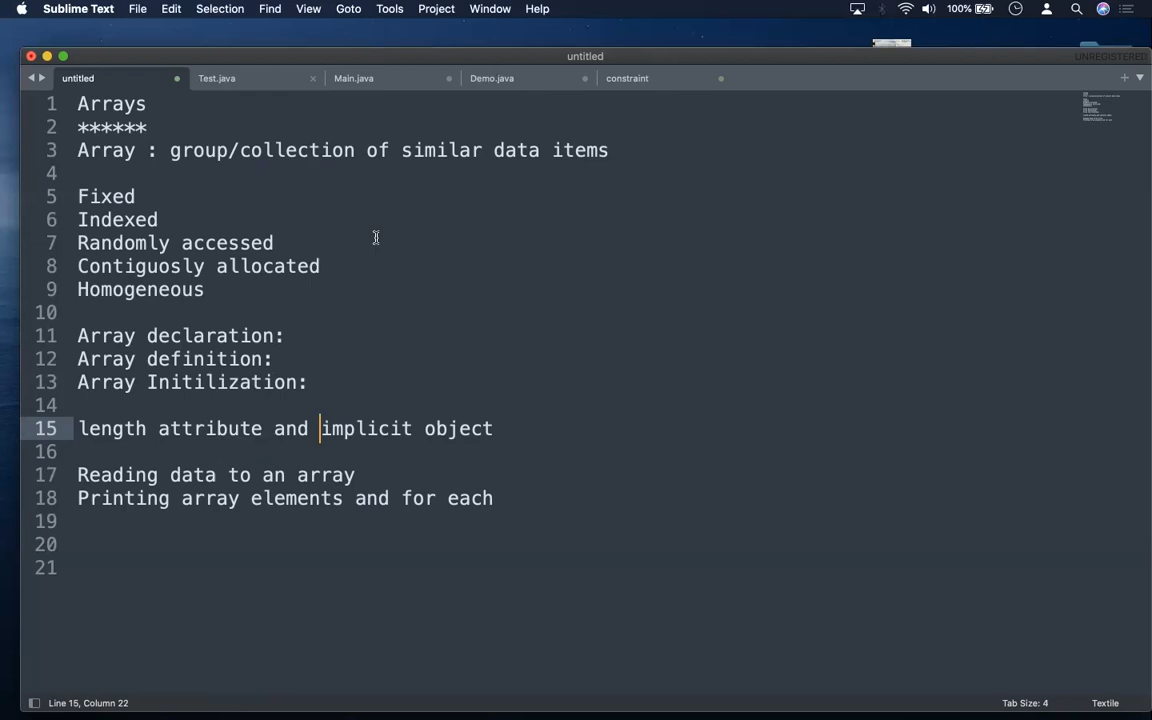 Sublime Text File Edit Selection Find View Goto Tools Project Window Help 100%
untitled
UNREGISTERED
untitled Test.java Main.java Demo.java constraint
1 Arrays
2 ******
3 Array : group/collection of similar data items
4
5 Fixed
6 Indexed
7 Randomly accessed
8 Contiguosly allocated
9 Homogeneous
10
11 Array declaration:
12 Array definition:
13 Array Initilization:
14
15 length attribute and implicit object
16
17 Reading data to an array
18 Printing array elements and for each
19
20
21
Line 15, Column 22 Tab Size: 4 Textile